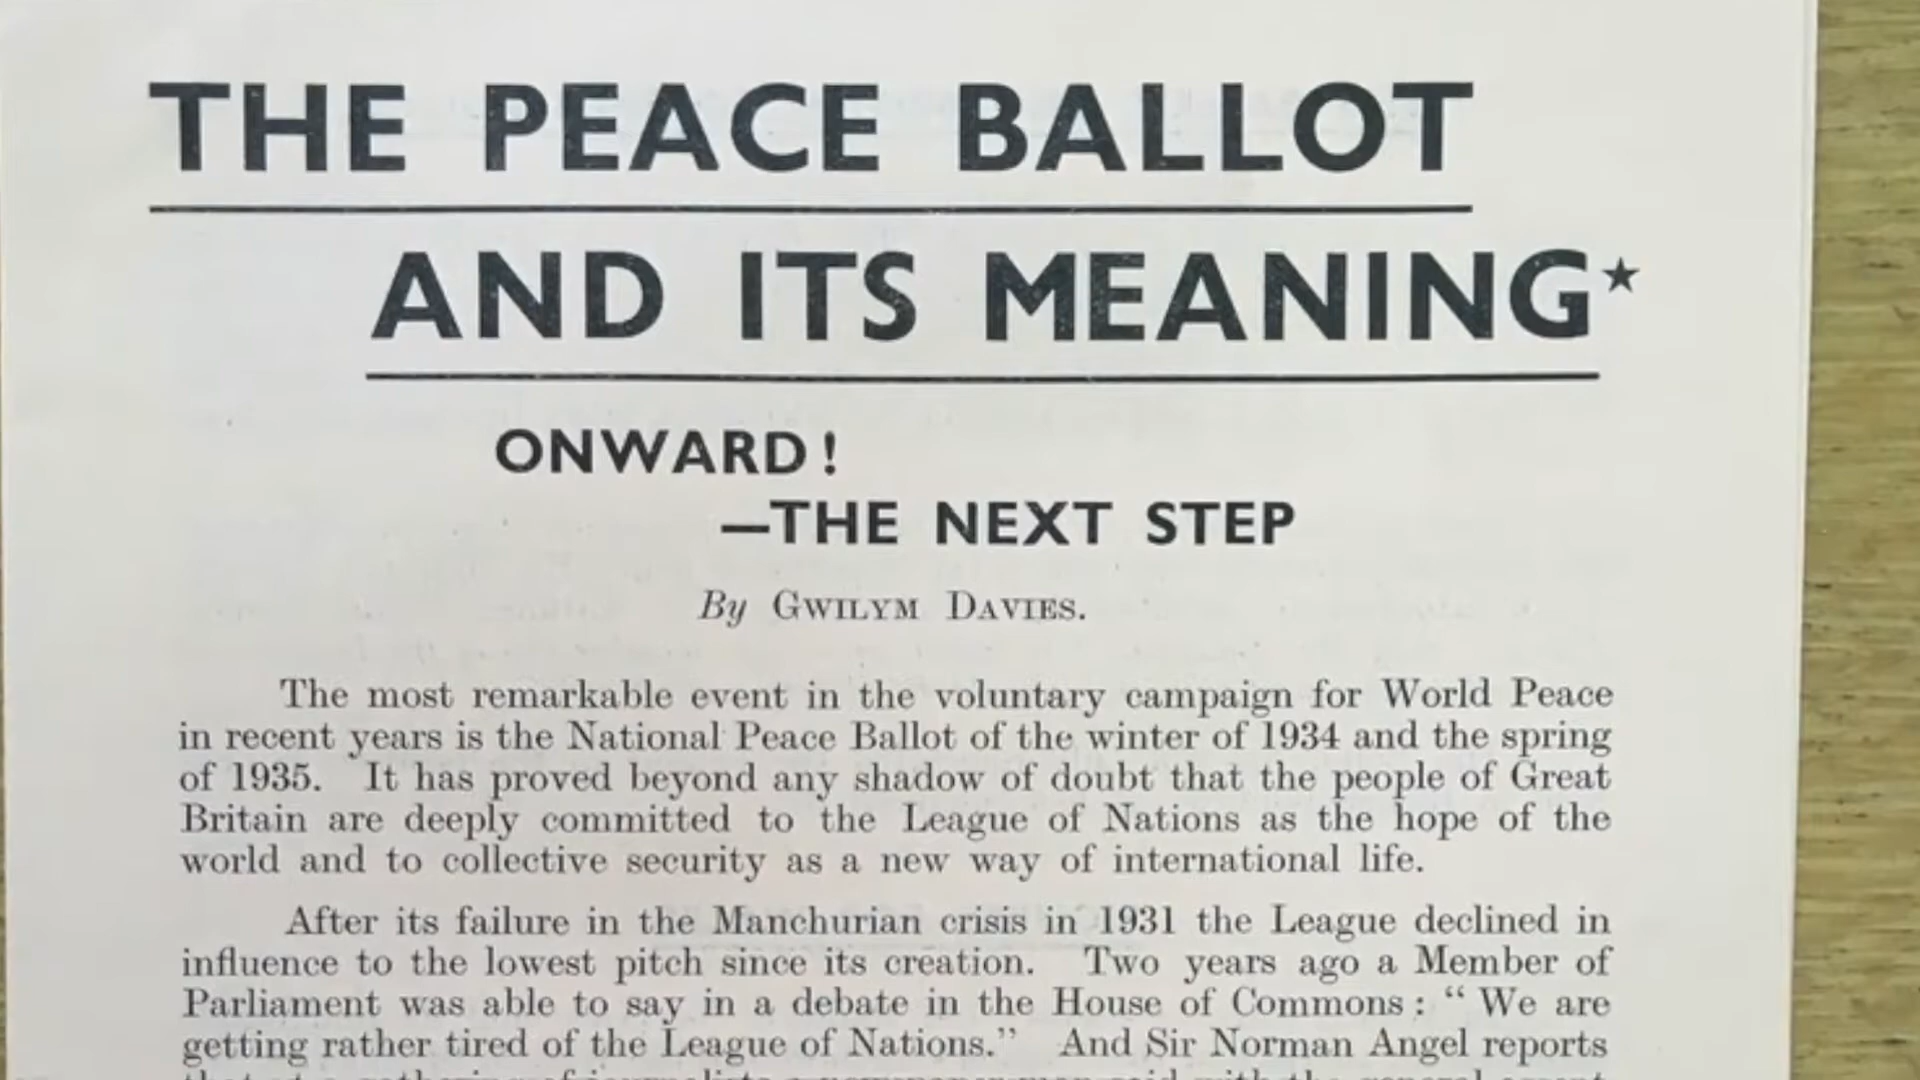 THE PEACE BALLOT
AND ITS MEANING★
ONWARD!
—THE NEXT STEP
By GWILYM DAVIES.
The most remarkable event in the voluntary campaign for World Peace
in recent years is the National Peace Ballot of the winter of 1934 and the spring
of 1935. It has proved beyond any shadow of doubt that the people of Great
Britain are deeply committed to the League of Nations as the hope of the
world and to collective security as a new way of international life.
After its failure in the Manchurian crisis in 1931 the League declined in
influence to the lowest pitch since its creation. Two years ago a Member of
Parliament was able to say in a debate in the House of Commons: “ We are
getting rather tired of the League of Nations.” And Sir Norman Angel reports